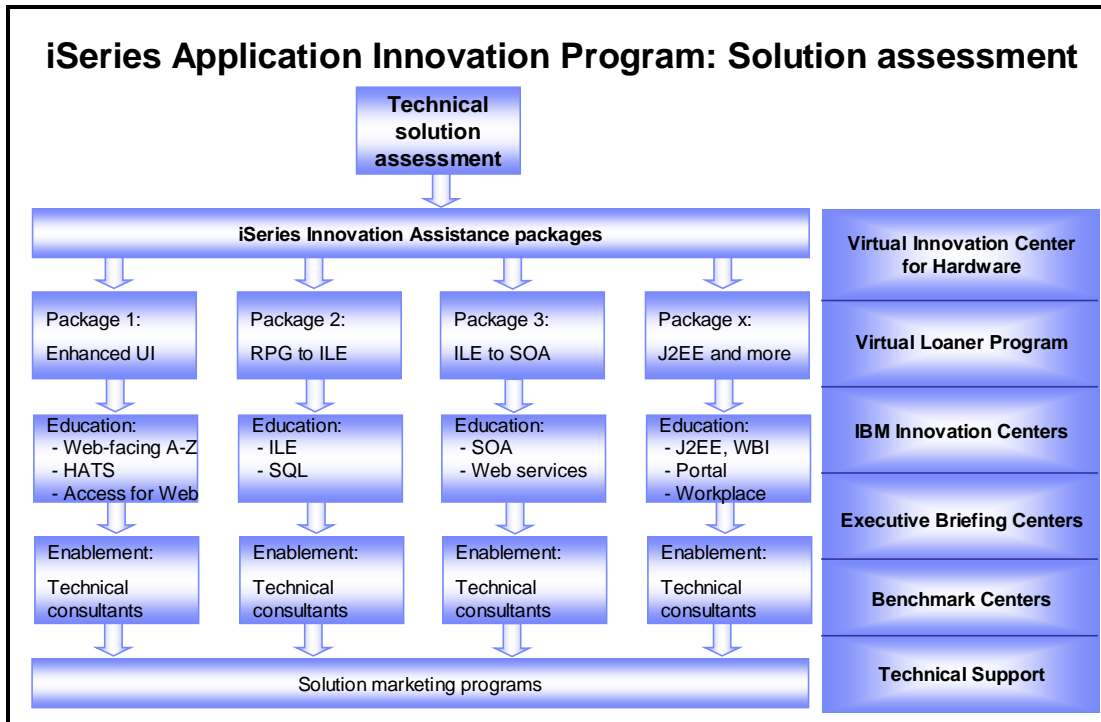 iSeries Application Innovation Program: Solution assessment
Technical
solution
assessment
iSeries Innovation Assistance packages
Package 1:
Enhanced UI
Package 2:
RPG to ILE
Package 3:
ILE to SOA
Package x:
J2EE and more
Education:
- Web-facing A-Z
- HATS
- Access for Web
Education:
- ILE
- SQL
Education:
- SOA
- Web services
Education:
- J2EE, WBI
- Portal
- Workplace
Enablement:
Technical
consultants
Enablement:
Technical
consultants
Enablement:
Technical
consultants
Enablement:
Technical
consultants
Solution marketing programs
Virtual Innovation Center
for Hardware
Virtual Loaner Program
IBM Innovation Centers
Executive Briefing Centers
Benchmark Centers
Technical Support